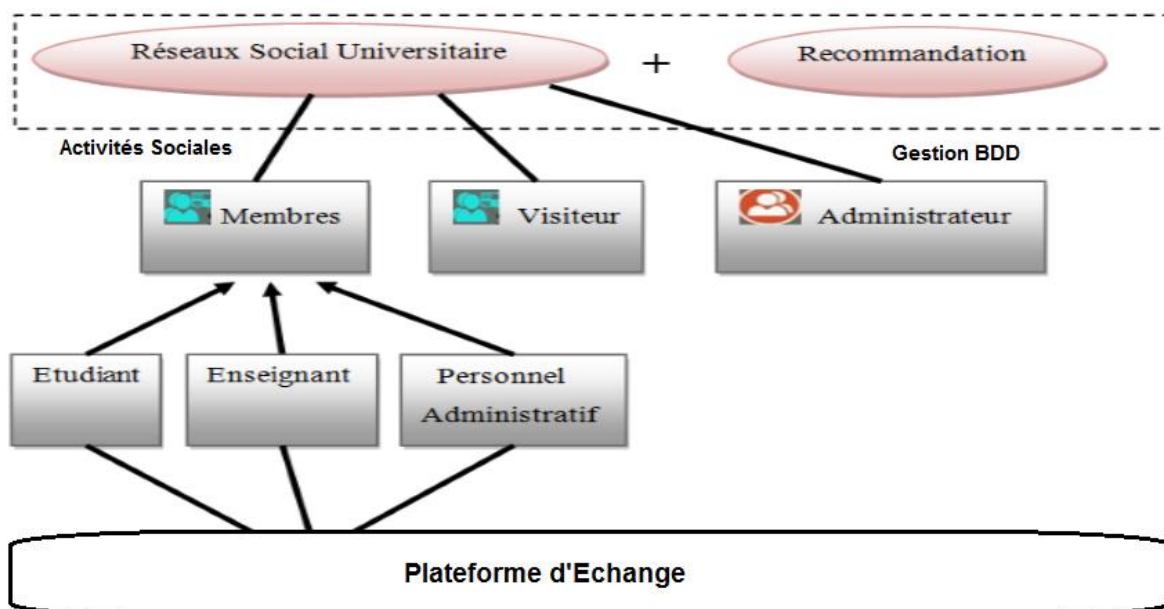 Réseaux Social Universitaire
+
Recommandation
Activités Sociales
Gestion BDD
Membres
Visiteur
Administrateur
Etudiant
Enseignant
Personnel
Administratif
Plateforme d'Echange